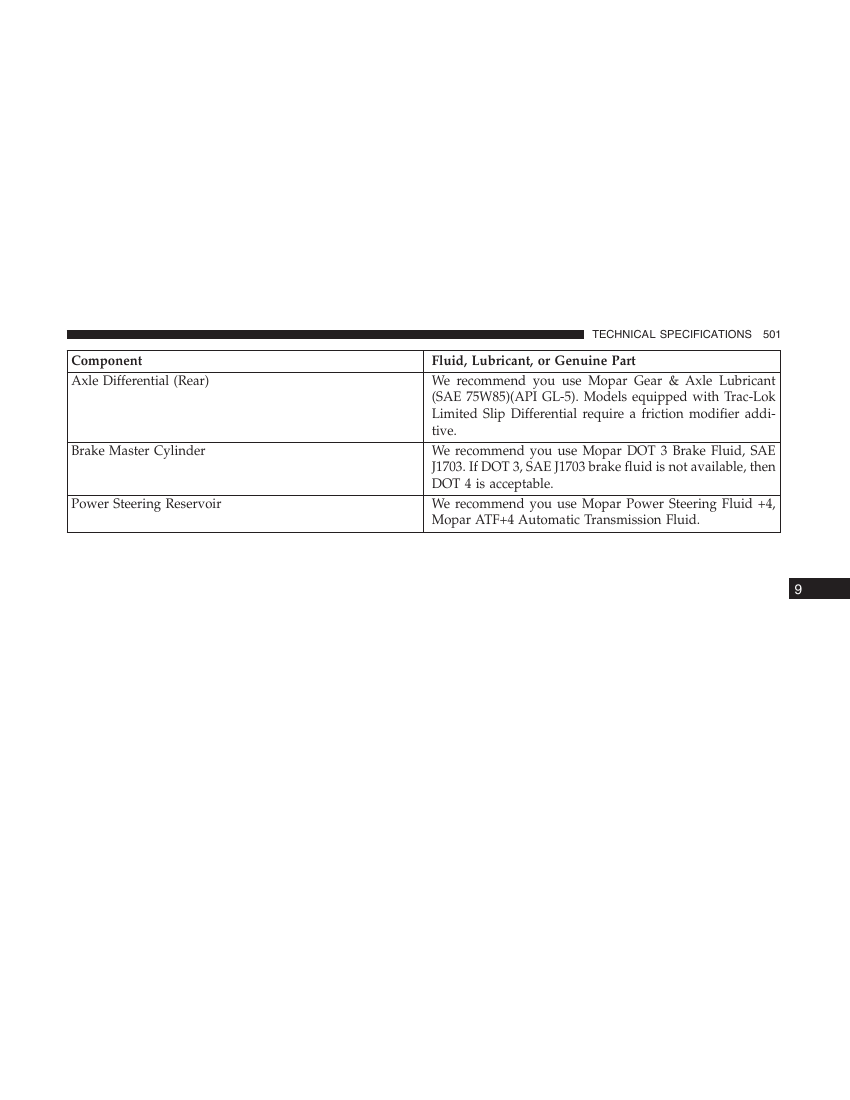 TECHNICAL SPECIFICATIONS 501
Component
Fluid, Lubricant, or Genuine Part
Axle Differential (Rear)
We recommend you use Mopar Gear & Axle Lubricant
(SAE 75W85)(API GL-5). Models equipped with Trac-Lok
Limited Slip Differential require a friction modifier addi-
tive.
Brake Master Cylinder
We recommend you use Mopar DOT 3 Brake Fluid, SAE
J1703. If DOT 3, SAE J1703 brake fluid is not available, then
DOT 4 is acceptable.
Power Steering Reservoir
We recommend you use Mopar Power Steering Fluid +4,
Mopar ATF+4 Automatic Transmission Fluid.
9